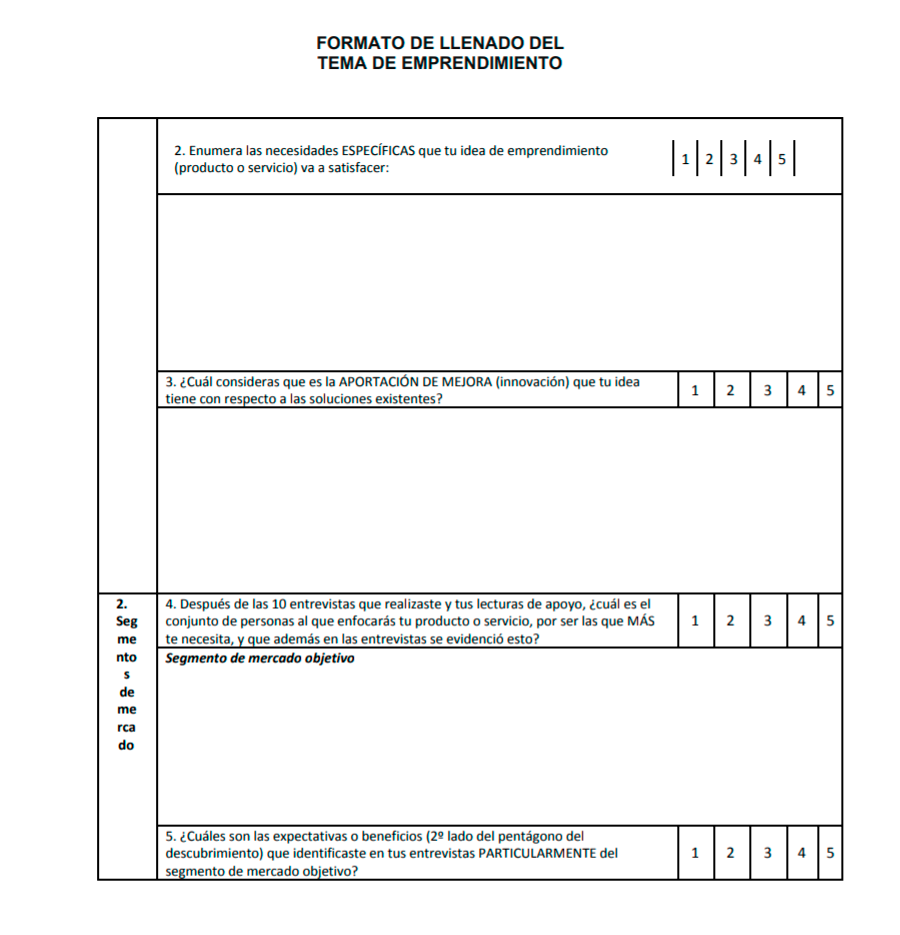 FORMATO DE LLENADO DEL
TEMA DE EMPRENDIMIENTO
2. Enumera las necesidades ESPECÍFICAS que tu idea de emprendimiento
(producto o servicio) va a satisfacer:
1 2 3 4 5
3. ¿Cuál consideras que es la APORTACIÓN DE MEJORA (innovación) que tu idea
tiene con respecto a las soluciones existentes?
1 2 3 4 5
2.
Seg
me
nto
s
de
me
rca
do
4. Después de las 10 entrevistas que realizaste y tus lecturas de apoyo, ¿cuál es el
conjunto de personas al que enfocarás tu producto o servicio, por ser las que MÁS
te necesita, y que además en las entrevistas se evidenció esto?
1 2 3 4 5
Segmento de mercado objetivo
5. ¿Cuáles son las expectativas o beneficios (2º lado del pentágono del
descubrimiento) que identificaste en tus entrevistas PARTICULARMENTE del
segmento de mercado objetivo?
1 2 3 4 5